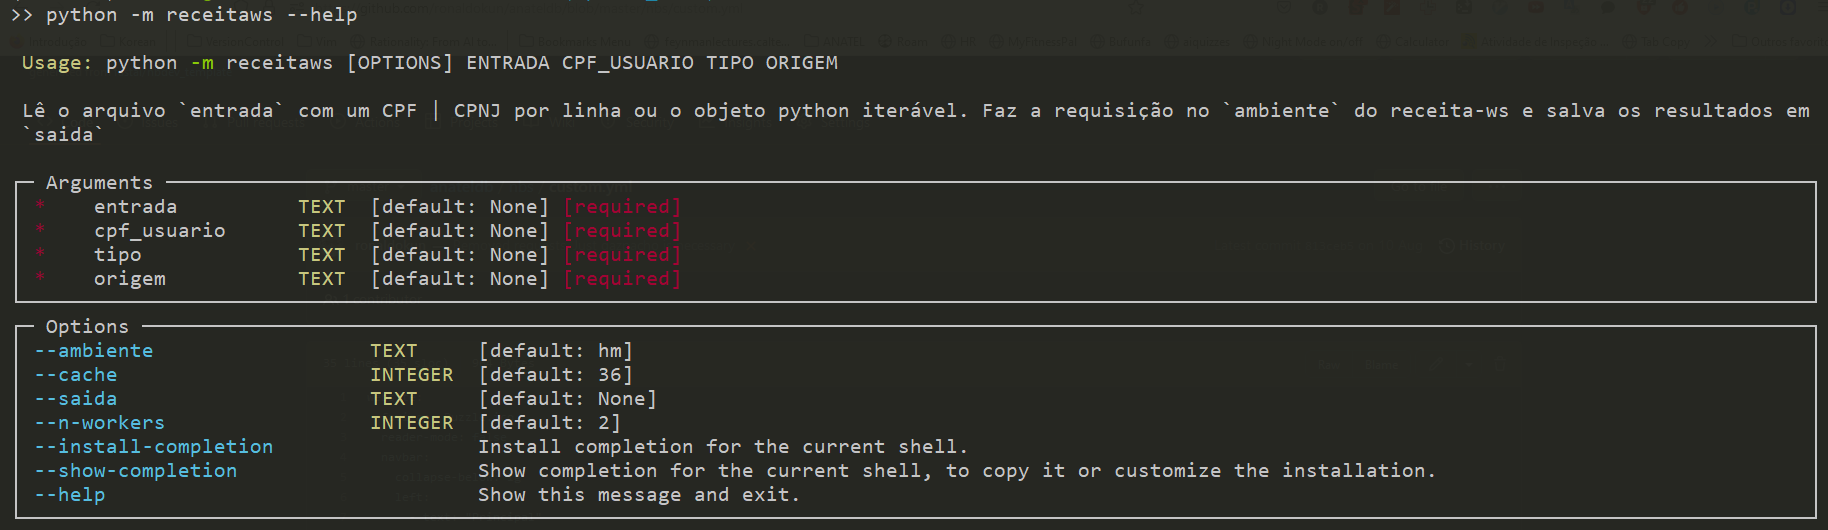 >> python -m receitaws --help
Usage: python -m receitaws [OPTIONS] ENTRADA CPF_USUARIO TIPO ORIGEM
Lê o arquivo `entrada` com um CPF | CPNJ por linha ou o objeto python iterável. Faz a requisição no `ambiente` do receita-ws e salva os resultados em
`saida`
Arguments
* entrada TEXT [default: None] [required]
* cpf_usuario TEXT [default: None] [required]
* tipo TEXT [default: None] [required]
* origem TEXT [default: None] [required]
Options
--ambiente TEXT [default: hm]
--cache INTEGER [default: 36]
--saida TEXT [default: None]
--n-workers INTEGER [default: 2]
--install-completion Install completion for the current shell.
--show-completion Show completion for the current shell, to copy it or customize the installation.
--help Show this message and exit.